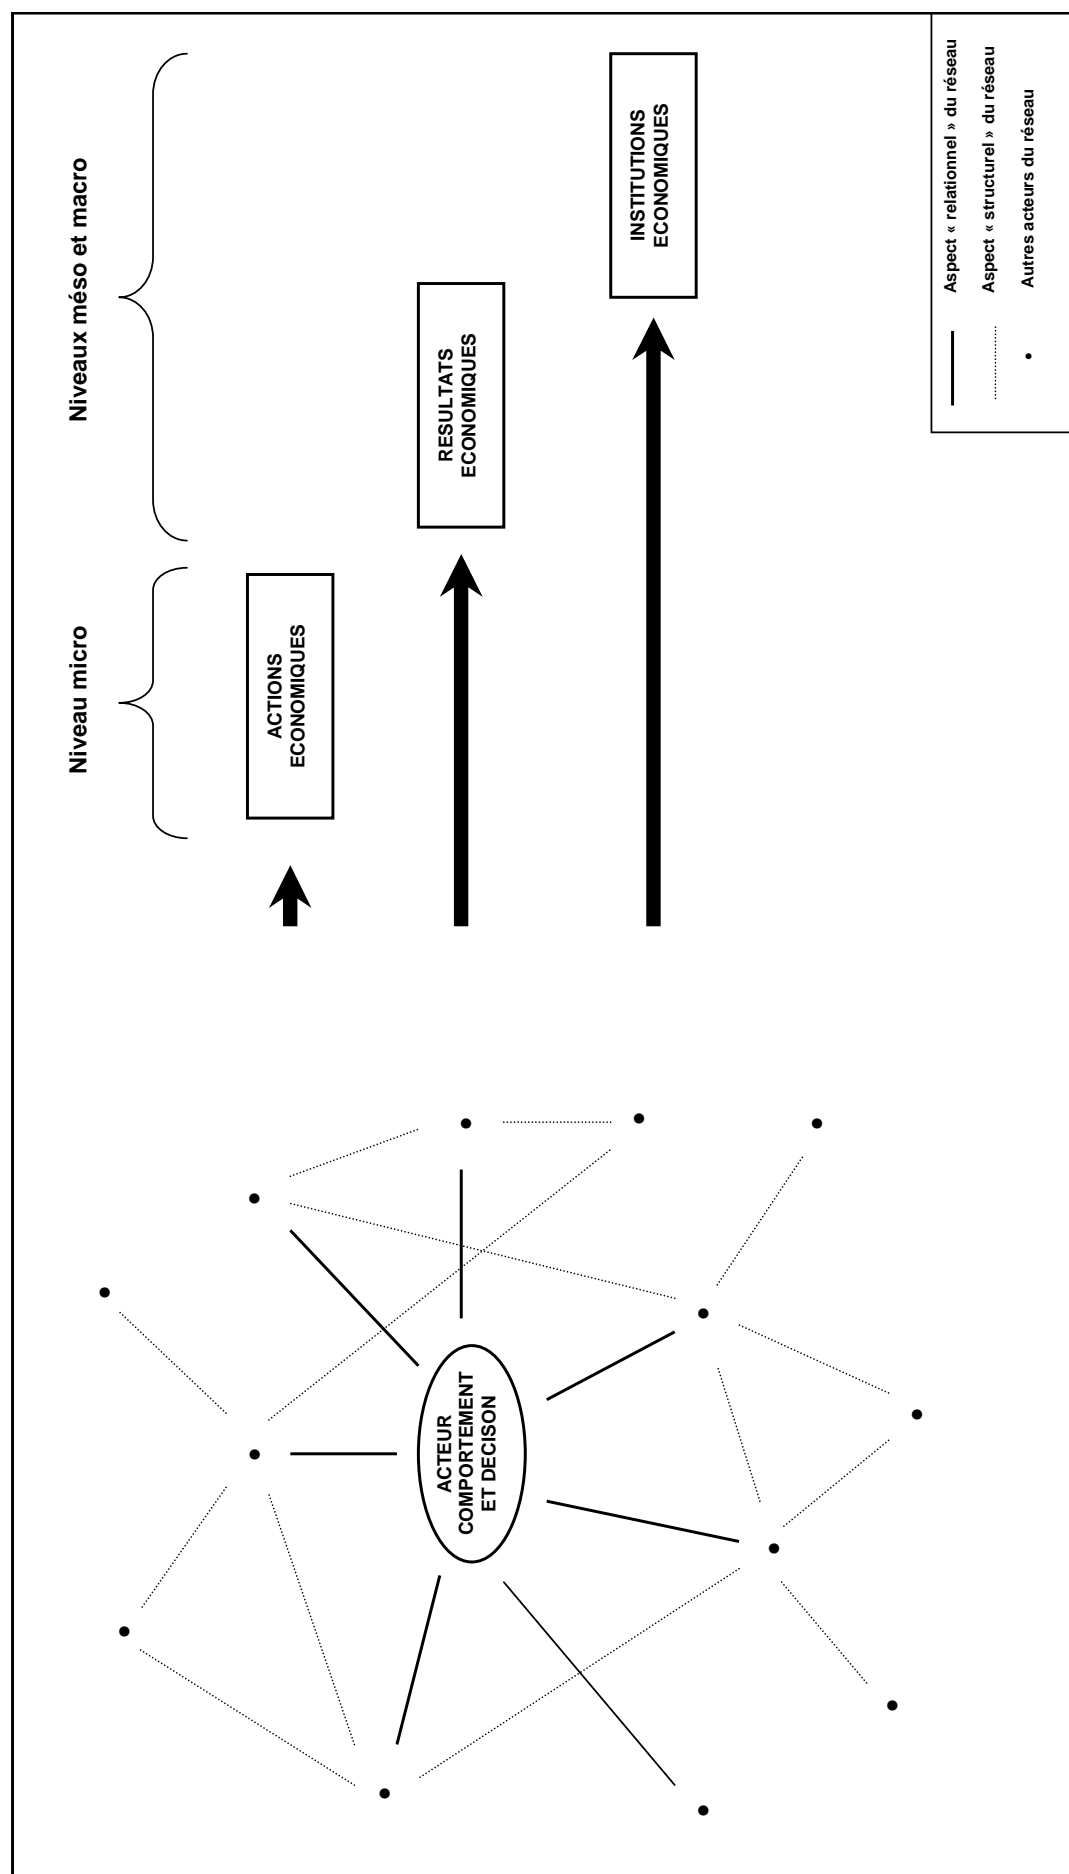 Niveau micro
Niveaux méso et macro
ACTIONS
ECONOMIQUES
RESULTATS
ECONOMIQUES
INSTITUTIONS
ECONOMIQUES
ACTEUR
COMPORTEMENT
ET DECISON
Aspect « relationnel » du réseau
Aspect « structurel » du réseau
Autres acteurs du réseau